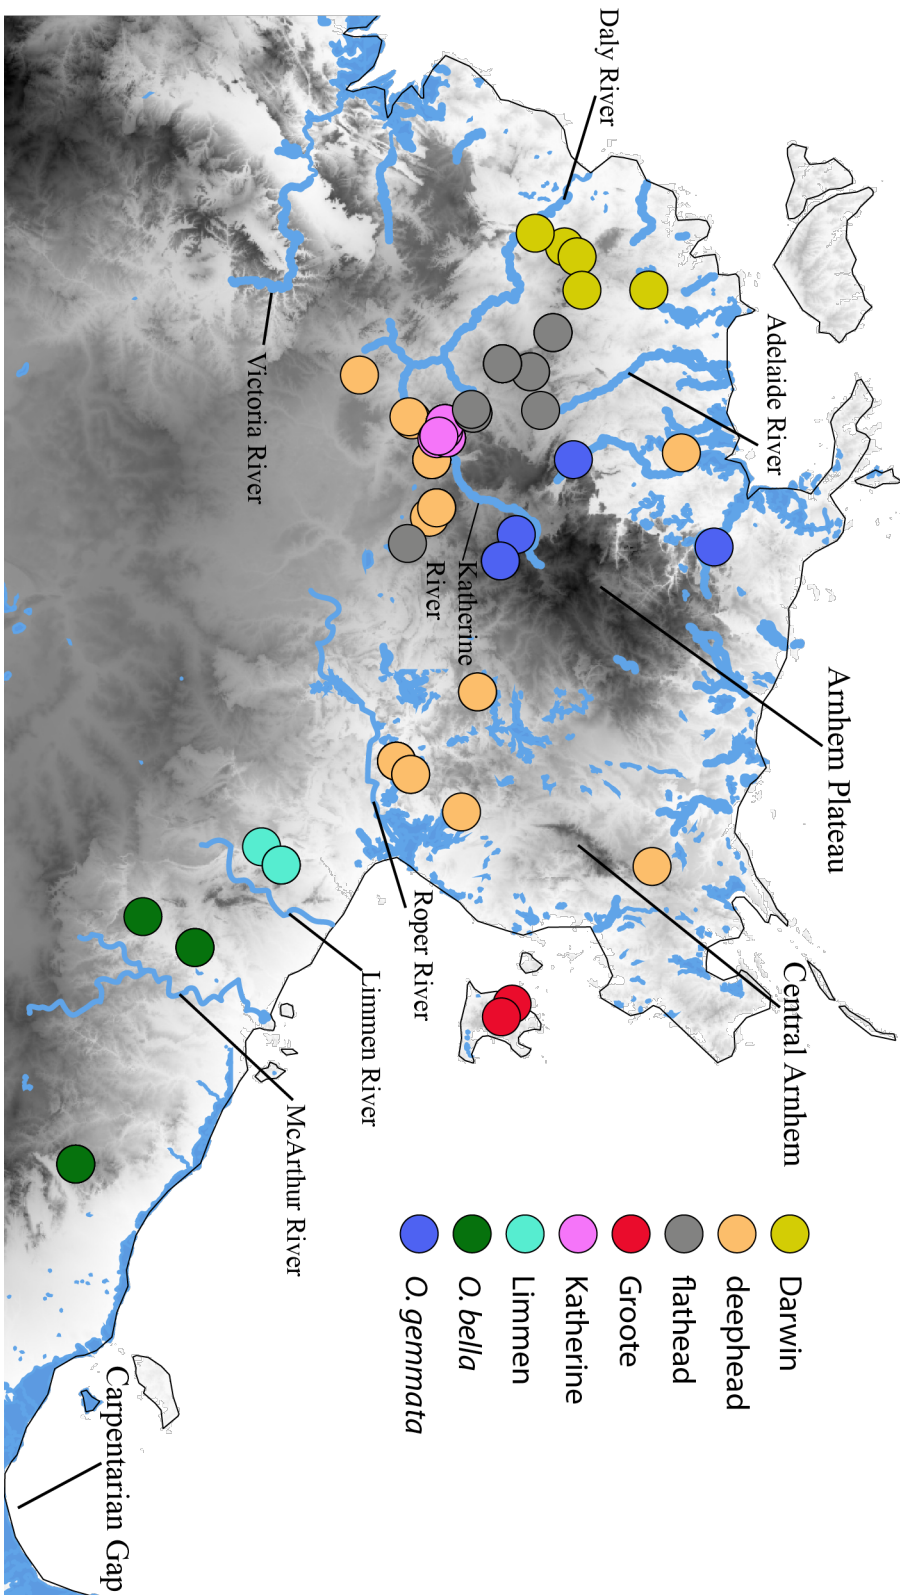 Daly River
Adelaide River
Arnhem Plateau
Central Arnhem
Victoria River
Katherine
River
Roper River
Limmen River
McArthur River
Carpentarian Gap
Darwin
deephead
flathead
Groote
Katherine
Limmen
O. bella
O. gemmata